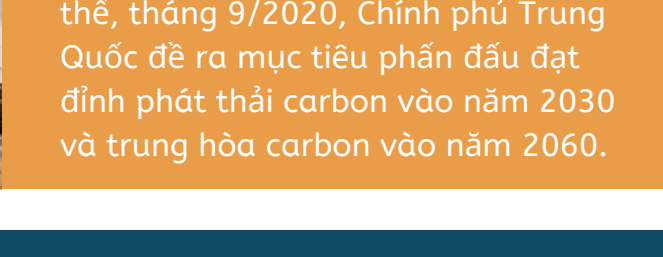 thể, tháng 9/2020, Chính phủ Trung
Quốc đề ra mục tiêu phấn đấu đạt
đỉnh phát thải carbon vào năm 2030
và trung hòa carbon vào năm 2060.